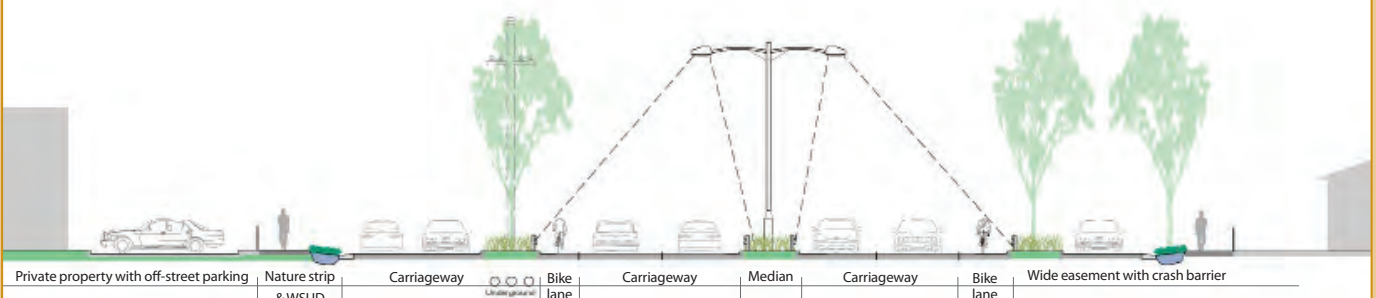 Private property with off-street parking
Nature strip
& WSUD
Carriageway
Underground
Bike
lane
Carriageway
Median
Carriageway
Bike
lane
Wide easement with crash barrier